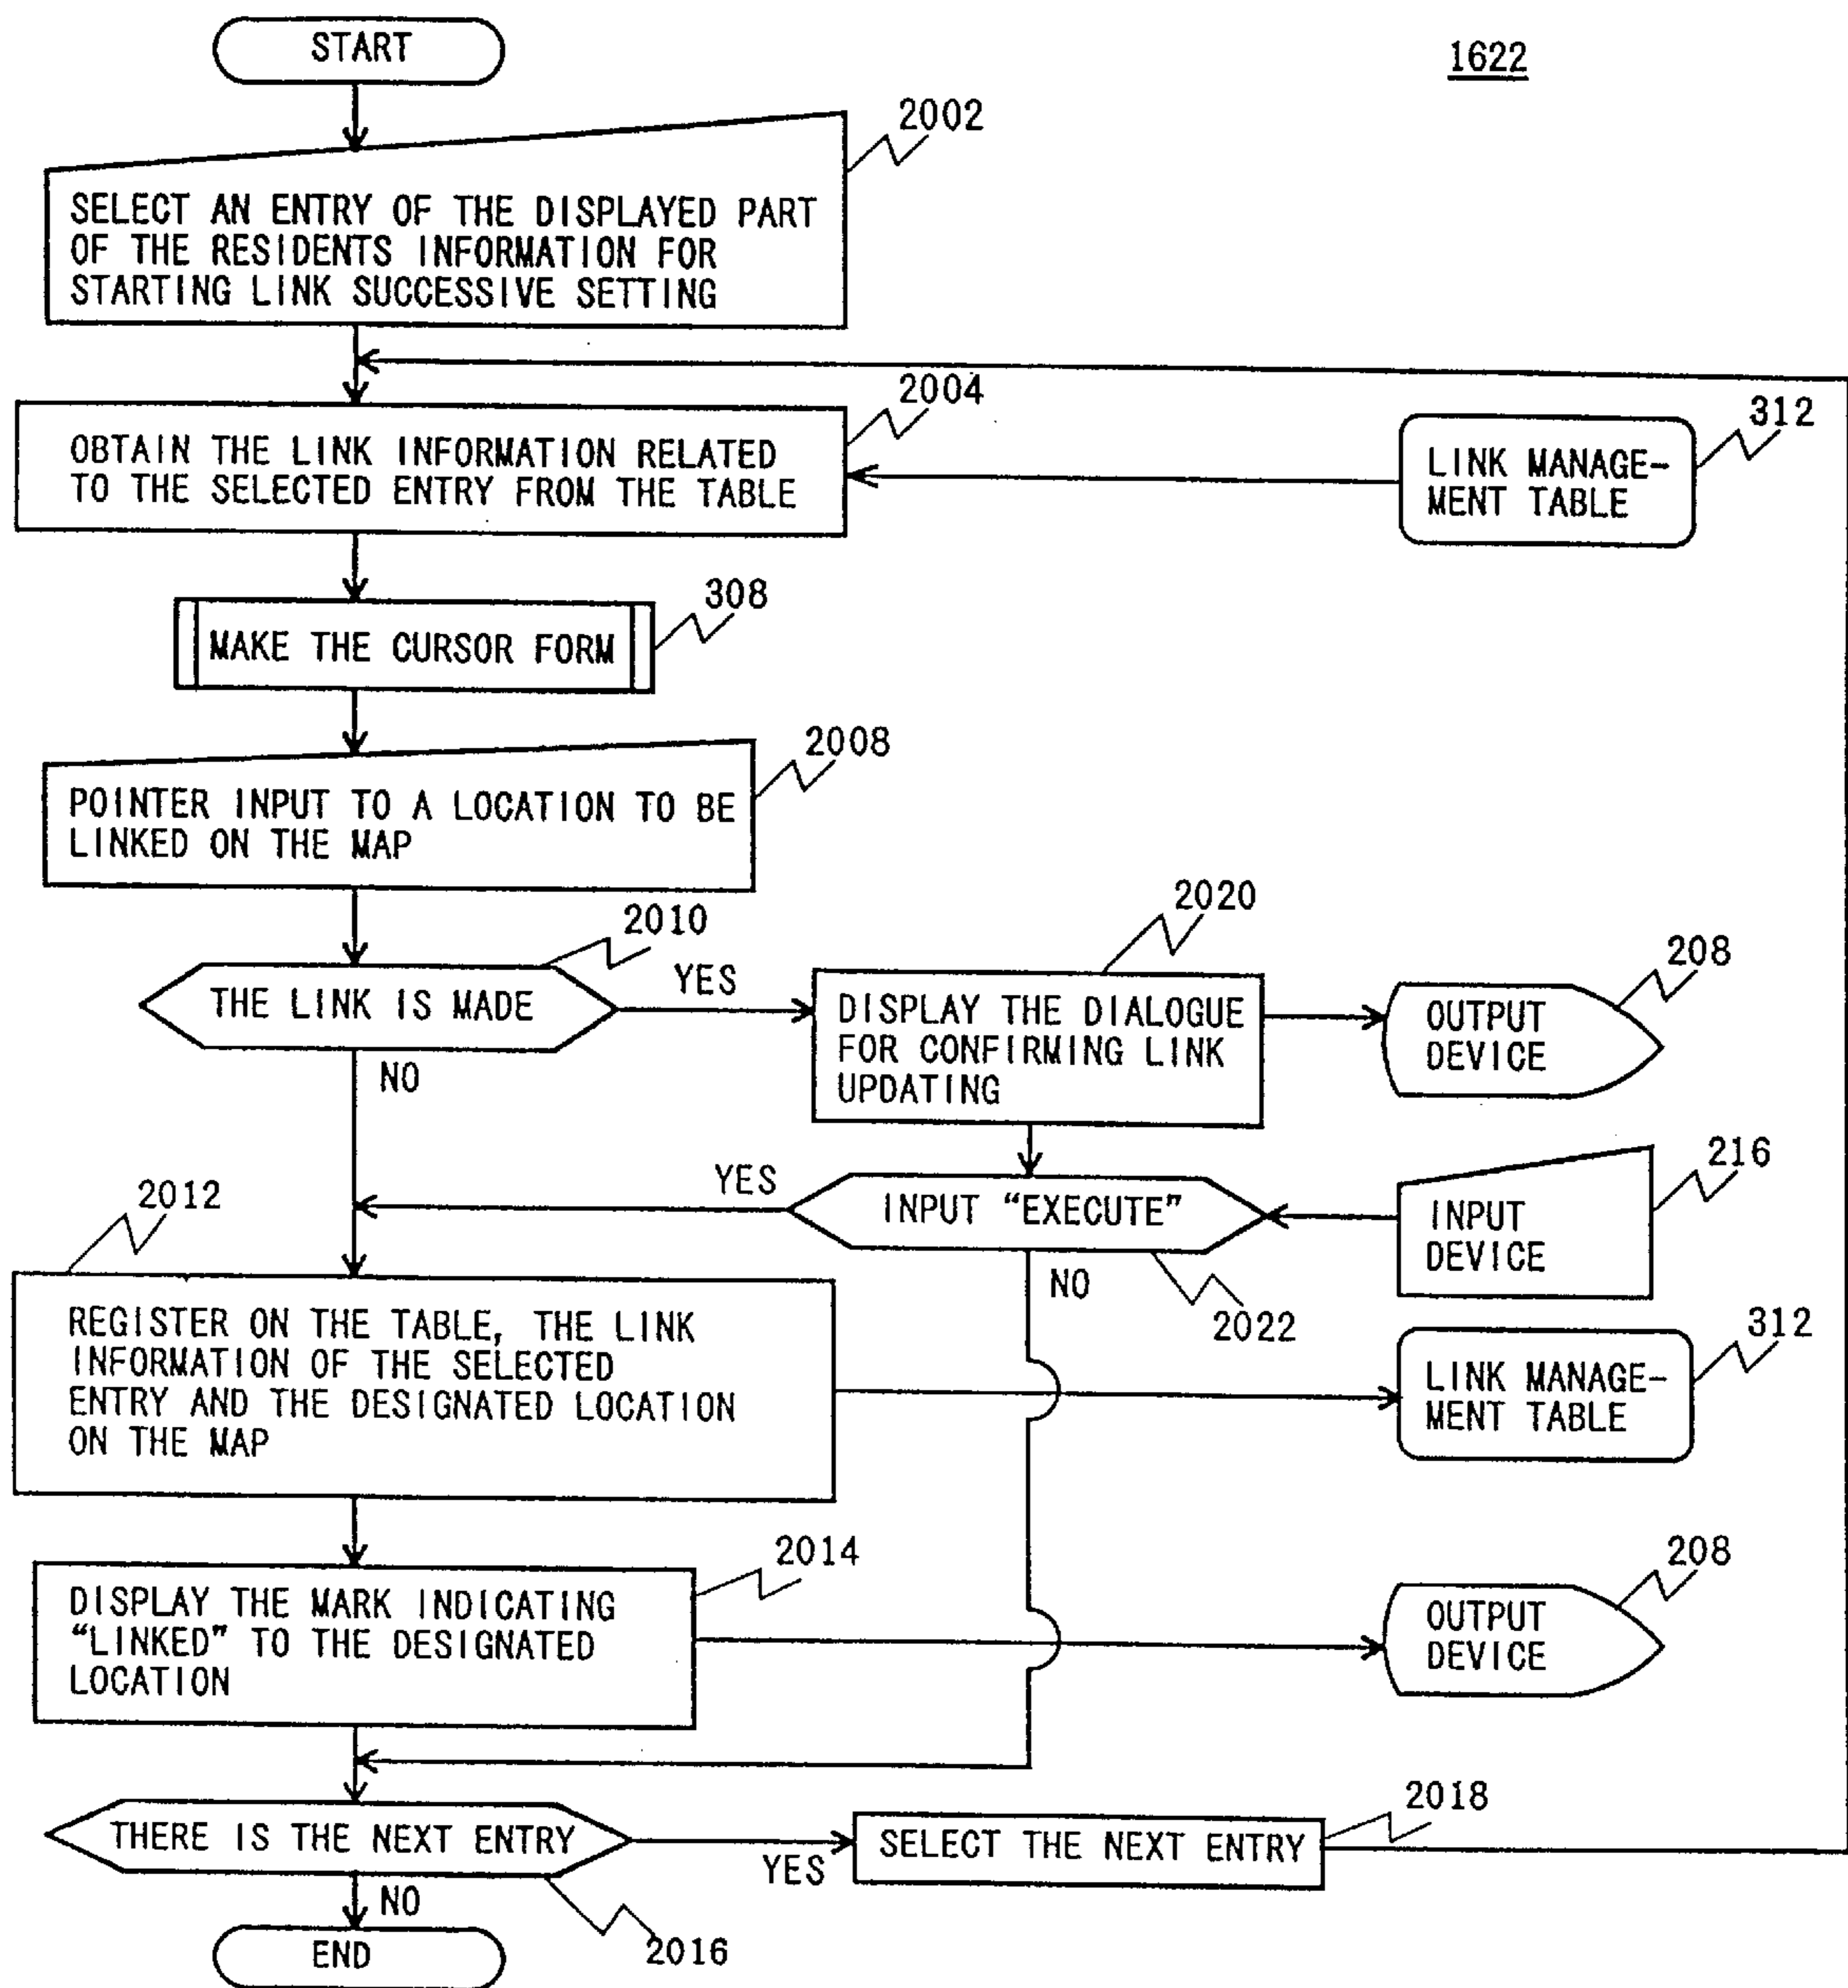 START
1622
2002
SELECT AN ENTRY OF THE DISPLAYED PART
OF THE RESIDENTS INFORMATION FOR
STARTING LINK SUCCESSIVE SETTING
2004
OBTAIN THE LINK INFORMATION RELATED
TO THE SELECTED ENTRY FROM THE TABLE
312
LINK MANAGE-
MENT TABLE
308
MAKE THE CURSOR FORM
2008
POINTER INPUT TO A LOCATION TO BE
LINKED ON THE MAP
2010
THE LINK IS MADE
YES
NO
2020
DISPLAY THE DIALOGUE
FOR CONFIRMING LINK
UPDATING
208
OUTPUT
DEVICE
YES
INPUT “EXECUTE”
216
INPUT
DEVICE
NO
2022
2012
REGISTER ON THE TABLE, THE LINK
INFORMATION OF THE SELECTED
ENTRY AND THE DESIGNATED LOCATION
ON THE MAP
312
LINK MANAGE-
MENT TABLE
2014
DISPLAY THE MARK INDICATING
“LINKED” TO THE DESIGNATED
LOCATION
208
OUTPUT
DEVICE
THERE IS THE NEXT ENTRY
YES
2018
SELECT THE NEXT ENTRY
NO
2016
END